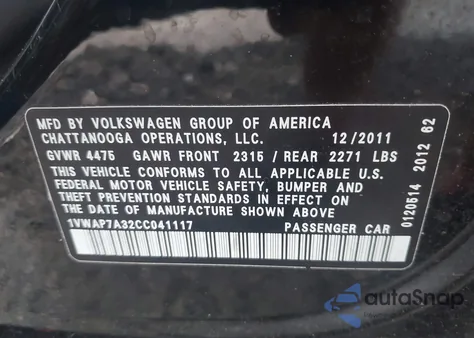 MFD BY VOLKSWAGEN GROUP OF AMERICA
CHATTANOOGA OPERATIONS, LLC. 12/2011
GVWR 4475 GAWR FRONT 2315 / REAR 2271 LBS
THIS VEHICLE CONFORMS TO ALL APPLICABLE U.S.
FEDERAL MOTOR VEHICLE SAFETY, BUMPER AND
THEFT PREVENTION STANDARDS IN EFFECT ON
THE DATE OF MANUFACTURE SHOWN ABOVE
1VWAP7A32CC041117 PASSENGER CAR
0120514 2012 62
autoSnap